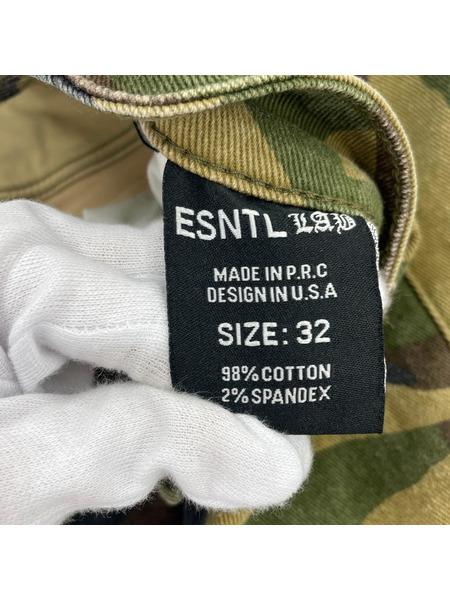 ESNTL LAB
MADE IN P.R.C
DESIGN IN U.S.A
SIZE: 32
98% COTTON
2% SPANDEX